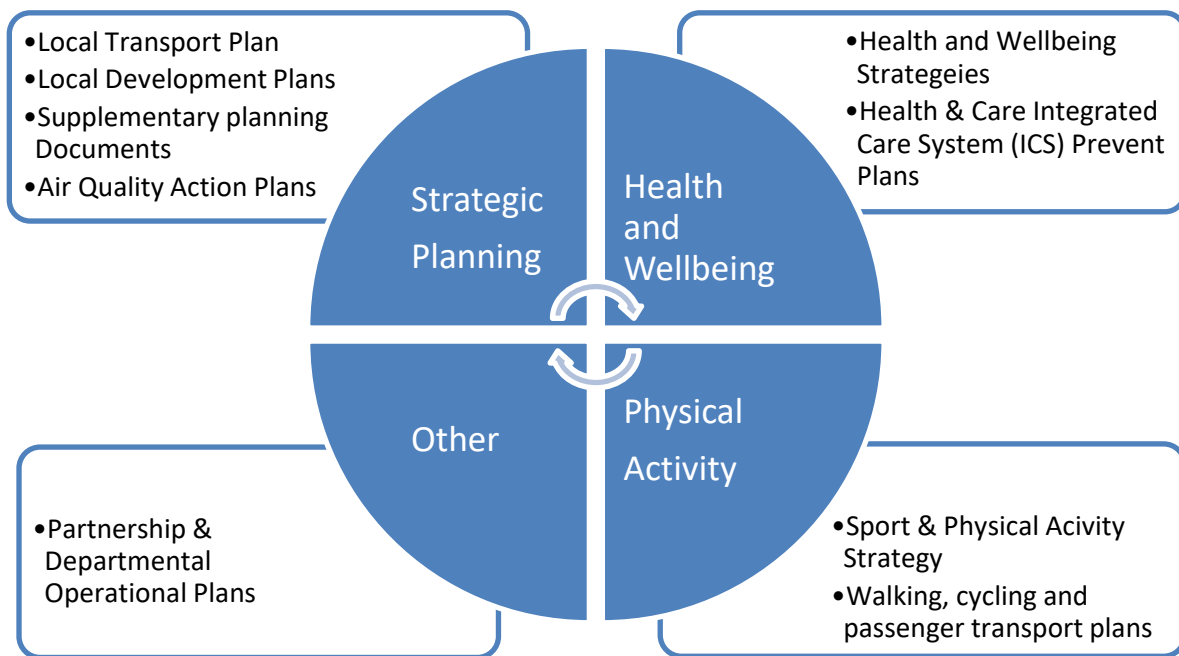 •Local Transport Plan
•Local Development Plans
•Supplementary planning
Documents
•Air Quality Action Plans
•Health and Wellbeing
Strategeies
•Health & Care Integrated
Care System (ICS) Prevent
Plans
Strategic
Planning
Health
and
Wellbeing
Other
Physical
Activity
•Partnership &
Departmental
Operational Plans
•Sport & Physical Acivity
Strategy
•Walking, cycling and
passenger transport plans